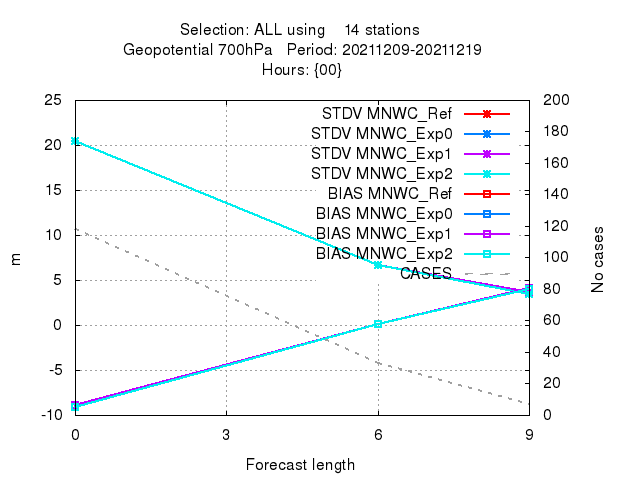 Selection: ALL using 14 stations
Geopotential 700hPa Period: 20211209-20211219
Hours: {00}
25
20
15
10
5
0
-5
-10
m
200
180
160
140
120
100
80
60
40
20
0
No cases
STDV MNWC_Ref
STDV MNWC_Exp0
STDV MNWC_Exp1
STDV MNWC_Exp2
BIAS MNWC_Ref
BIAS MNWC_Exp0
BIAS MNWC_Exp1
BIAS MNWC_Exp2
CASES
0 3 6 9
Forecast length